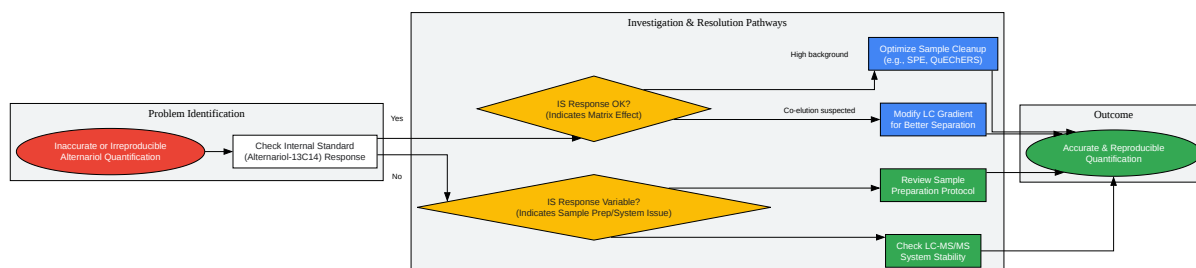 Investigation & Resolution Pathways
High background
Optimize Sample Cleanup
(e.g., SPE, QuEChERS)
IS Response OK?
(Indicates Matrix Effect)
Co-elution suspected
Modify LC Gradient
for Better Separation
Problem Identification
Yes
Inaccurate or Irreproducible
Alternariol Quantification
Check Internal Standard
(Alternariol-13C14) Response
No
IS Response Variable?
(Indicates Sample Prep/System Issue)
Review Sample
Preparation Protocol
Check LC-MS/MS
System Stability
Outcome
Accurate & Reproducible
Quantification